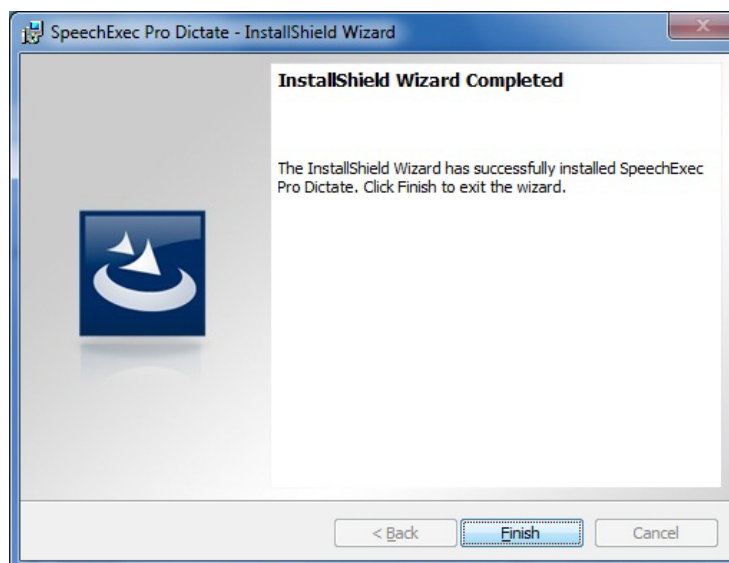 SpeechExec Pro Dictate - InstallShield Wizard
X
InstallShield Wizard Completed
The InstallShield Wizard has successfully installed SpeechExec
Pro Dictate. Click Finish to exit the wizard.
< Back
Finish
Cancel